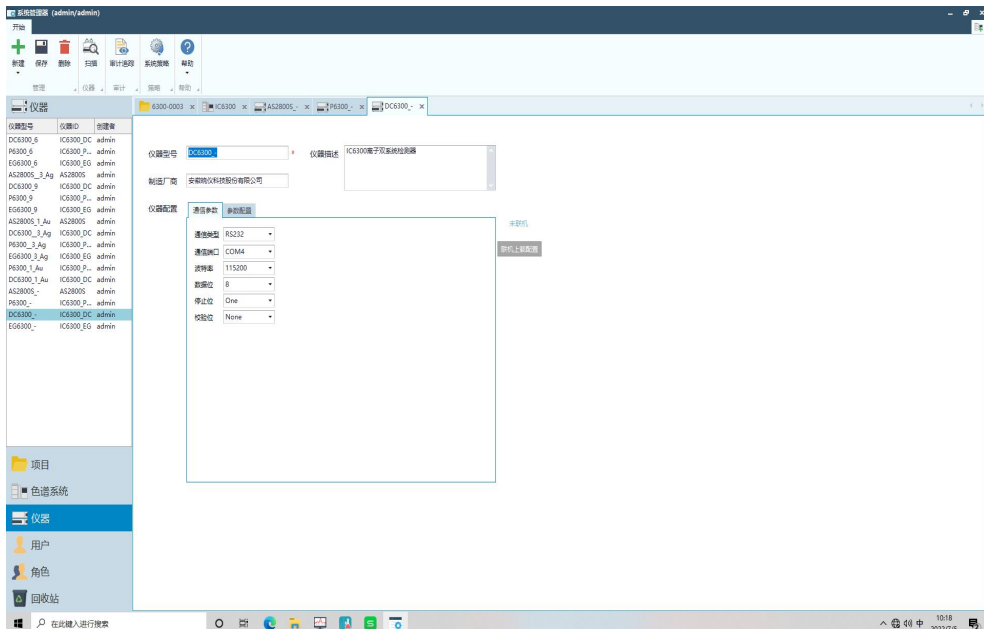 系统管理器 (admin/admin)
开始
新建 保存 删除 扫描 审计追踪 系统策略 帮助
管理 仪器 审计 策略 帮助
仪器
6300-0003 x IC6300 x AS2800S_- x P6300_- x DC6300_- x
仪器型号 仪器ID 创建者
DC6300_6 IC6300_DC admin
P6300_6 IC6300_P... admin
EG6300_6 IC6300_EG admin
AS2800S__3_Ag AS2800S admin
DC6300_9 IC6300_DC admin
P6300_9 IC6300_P... admin
EG6300_9 IC6300_EG admin
AS2800S_1_Au AS2800S admin
DC6300__3_Ag IC6300_DC admin
P6300__3_Ag IC6300_P... admin
EG6300_3_Ag IC6300_EG admin
P6300_1_Au IC6300_P... admin
DC6300_1_Au IC6300_DC admin
AS2800S_- AS2800S admin
P6300_- IC6300_P... admin
DC6300_- IC6300_DC admin
EG6300_- IC6300_EG admin
仪器型号 DC6300_- * 仪器描述 IC6300离子双系统检测器
制造厂商 安徽皖仪科技股份有限公司
仪器配置 通信参数 参数配置
未联机
联机上载配置
通信类型 RS232
通信端口 COM4
波特率 115200
数据位 8
停止位 One
校验位 None
项目
色谱系统
仪器
用户
角色
回收站
在此键入进行搜索
中 10:18
2022/7/5